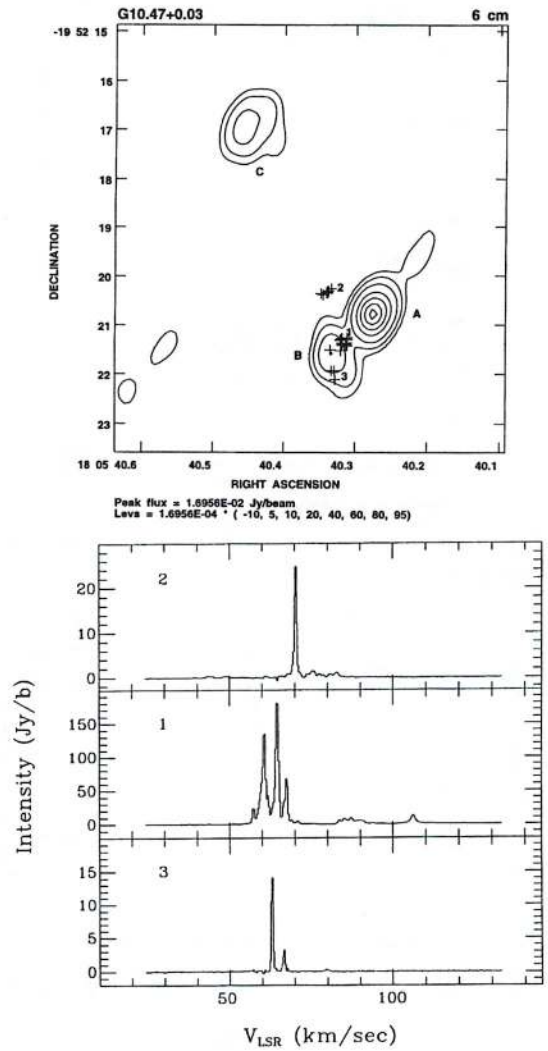 G10.47+0.03 6 cm
-19 52 15
16
17
C
18
19
DECLINATION
20
2
A
1
21
B
22
3
23
18 05 40.6 40.5 40.4 40.3 40.2 40.1
RIGHT ASCENSION
Peak flux = 1.6956E-02 Jy/beam
Levs = 1.6956E-04 * ( -10, 5, 10, 20, 40, 60, 80, 95)
2
20
10
0
1
150
100
50
0
Intensity (Jy/b)
3
15
10
5
0
50 100
VLSR (km/sec)